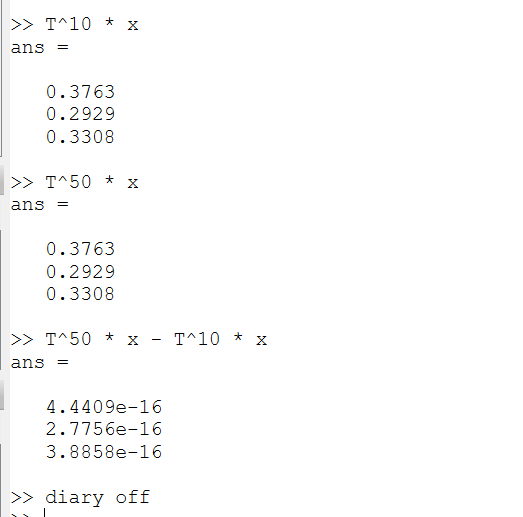 >> T^10 * x
ans =
0.3763
0.2929
0.3308
>> T^50 * x
ans =
0.3763
0.2929
0.3308
>> T^50 * x - T^10 * x
ans =
4.4409e-16
2.7756e-16
3.8858e-16
>> diary off
>>